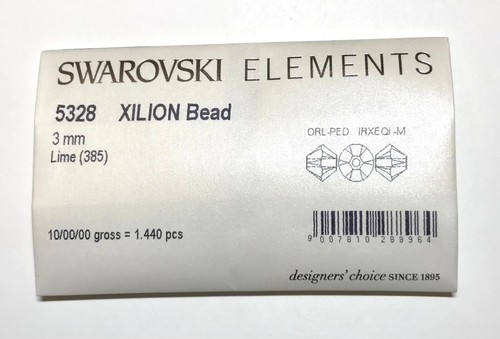 SWAROVSKI ELEMENTS
5328 XILION Bead
3 mm
Lime (385)
ORL-PED IRXEQI-M
10/00/00 gross = 1.440 pcs
9 007810 288964
designers' choice SINCE 1895